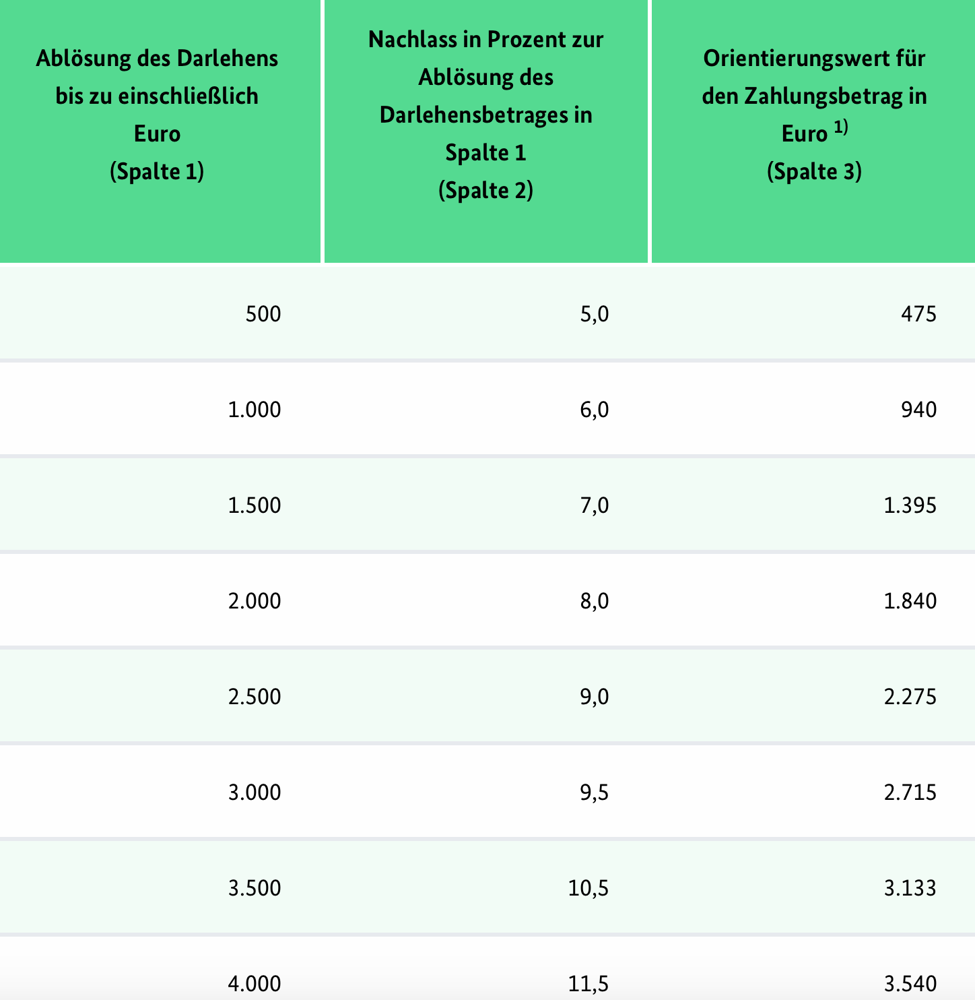 Ablösung des Darlehens
bis zu einschließlich
Euro
(Spalte 1)
Nachlass in Prozent zur
Ablösung des
Darlehensbetrages in
Spalte 1
(Spalte 2)
Orientierungswert für
den Zahlungsbetrag in
Euro 1)
(Spalte 3)
500 5,0 475
1.000 6,0 940
1.500 7,0 1.395
2.000 8,0 1.840
2.500 9,0 2.275
3.000 9,5 2.715
3.500 10,5 3.133
4.000 11,5 3.540